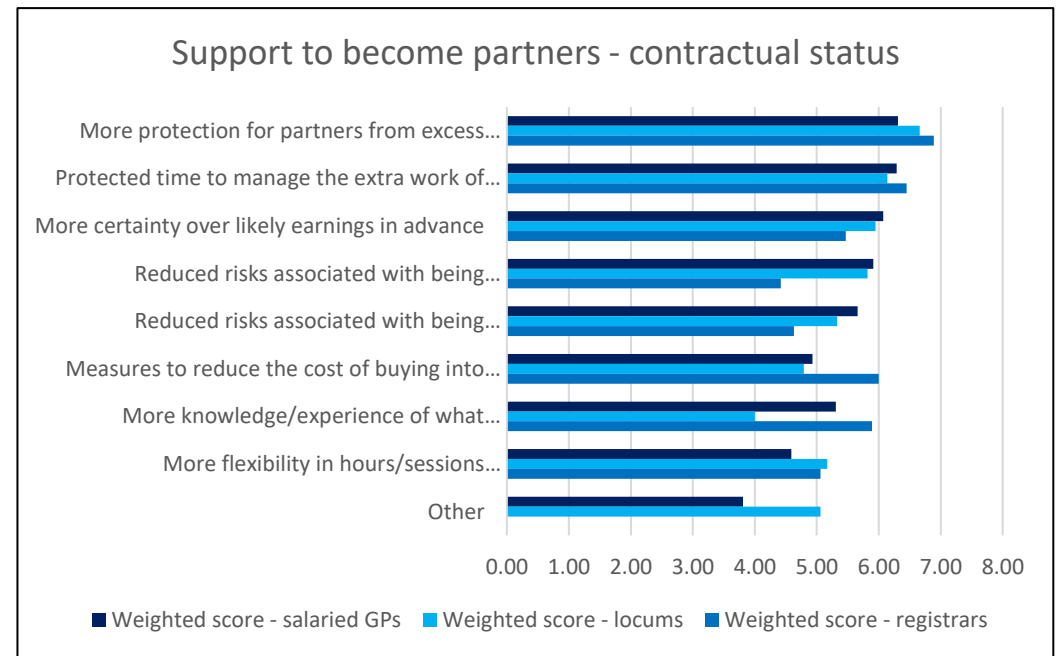 Support to become partners - contractual status
More protection for partners from excess...
Protected time to manage the extra work of...
More certainty over likely earnings in advance
Reduced risks associated with being...
Reduced risks associated with being...
Measures to reduce the cost of buying into...
More knowledge/experience of what...
More flexibility in hours/sessions...
Other
0.00 1.00 2.00 3.00 4.00 5.00 6.00 7.00 8.00
Weighted score - salaried GPs Weighted score - locums Weighted score - registrars